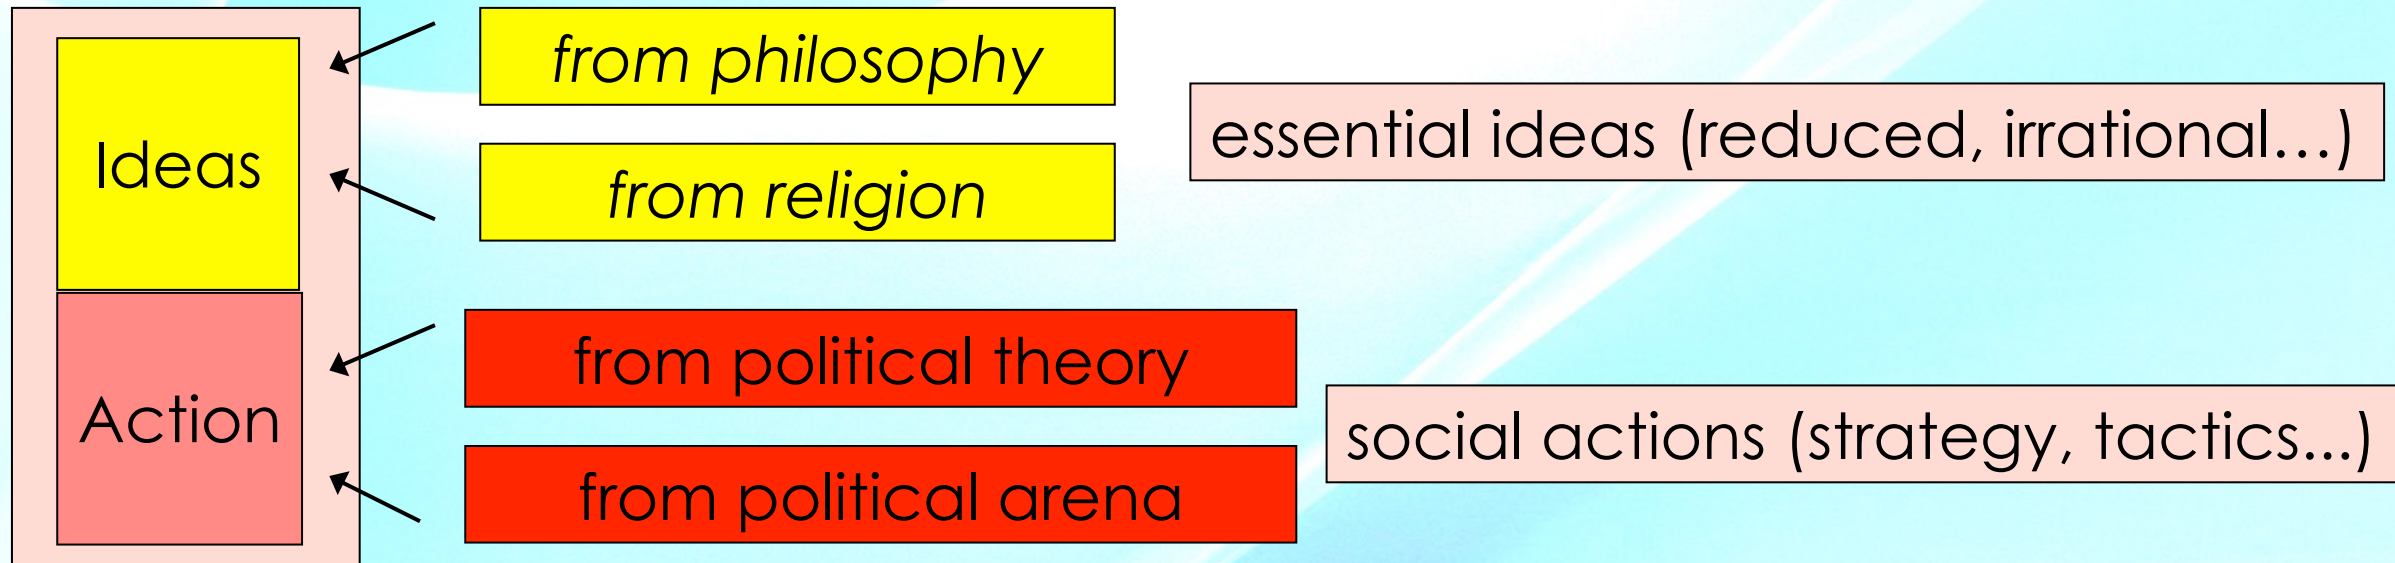 Ideas
from philosophy
from religion
essential ideas (reduced, irrational…)
Action
from political theory
from political arena
social actions (strategy, tactics...)